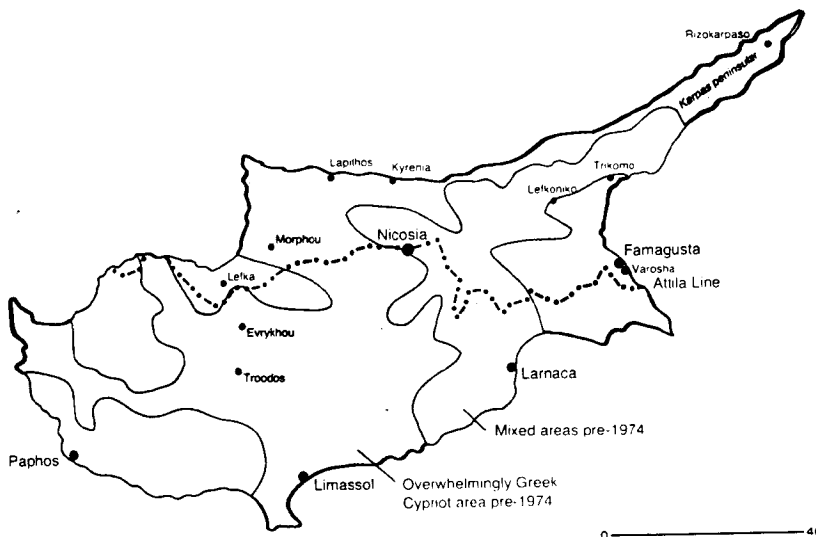 Rizokarpaso
Karpas peninsular
Lapilhos
Kyrenia
Trikomo
Lefkoniko
Nicosia
Morphou
Famagusta
Varosha
Attila Line
Lefka
Evrykhou
Troodos
Larnaca
Mixed areas pre-1974
Paphos
Limassol
Overwhelmingly Greek
Cypriot area pre-1974
0